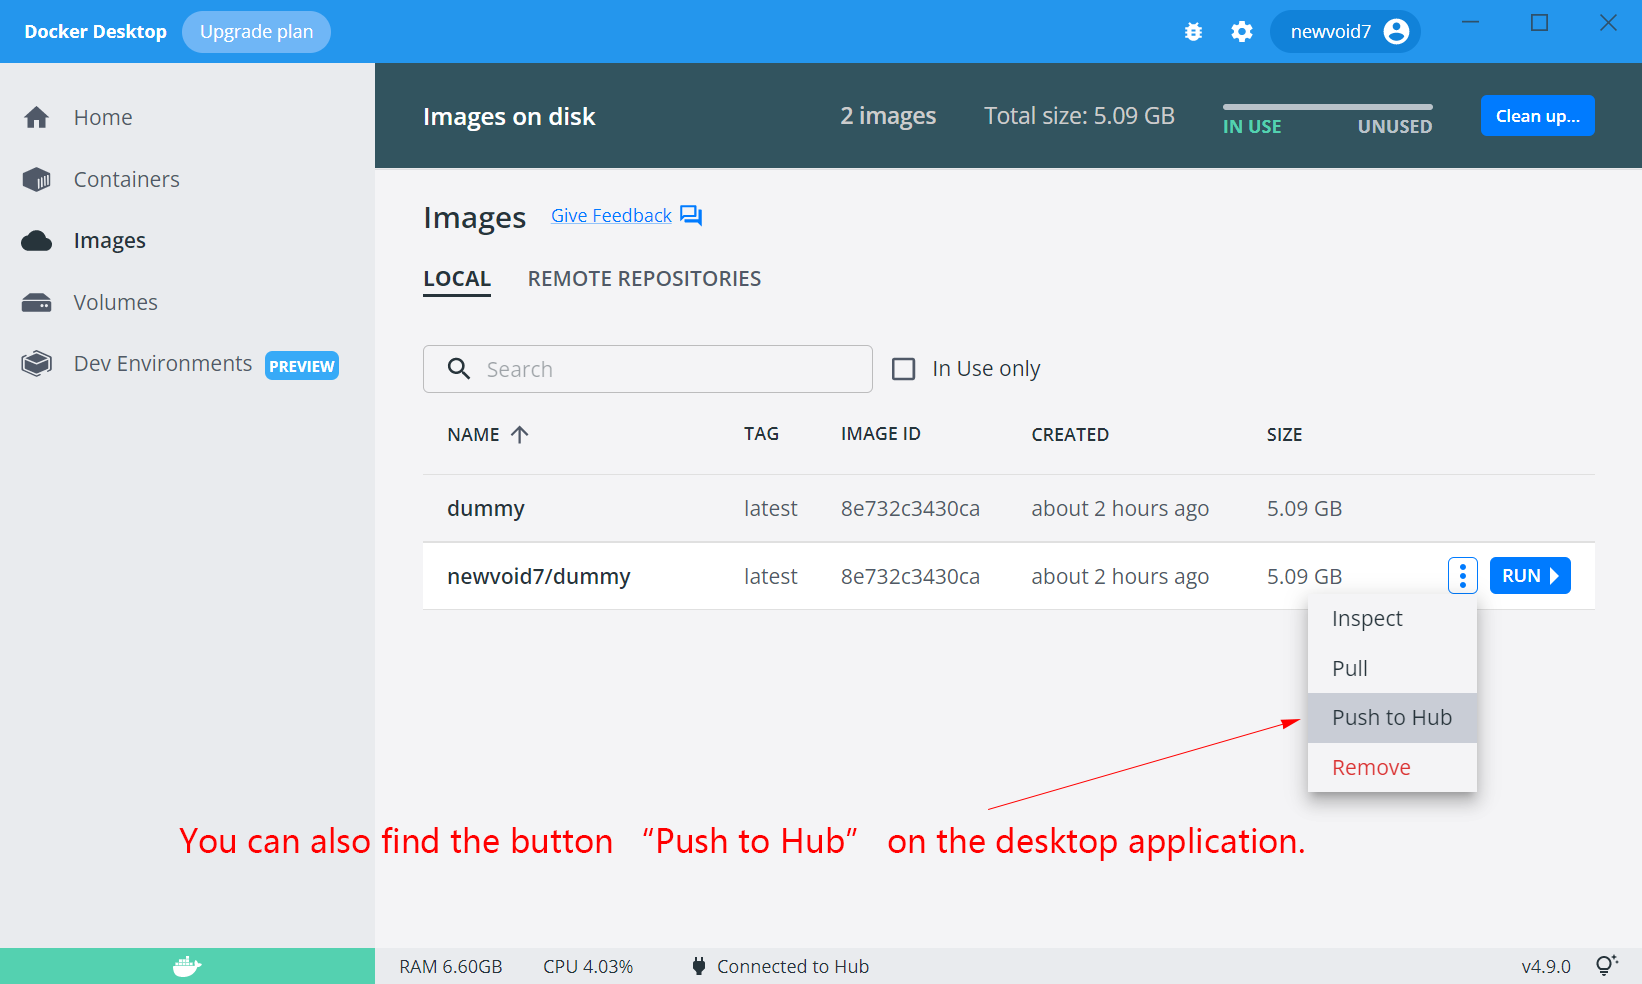 Docker Desktop Upgrade plan newvoid7
Home
Containers
Images
Volumes
Dev Environments PREVIEW
Images on disk 2 images Total size: 5.09 GB IN USE UNUSED Clean up...
Images Give Feedback
LOCAL REMOTE REPOSITORIES
Search In Use only
NAME TAG IMAGE ID CREATED SIZE
dummy latest 8e732c3430ca about 2 hours ago 5.09 GB
newvoid7/dummy latest 8e732c3430ca about 2 hours ago 5.09 GB RUN
Inspect
Pull
Push to Hub
Remove
You can also find the button “Push to Hub” on the desktop application.
RAM 6.60GB CPU 4.03% Connected to Hub v4.9.0